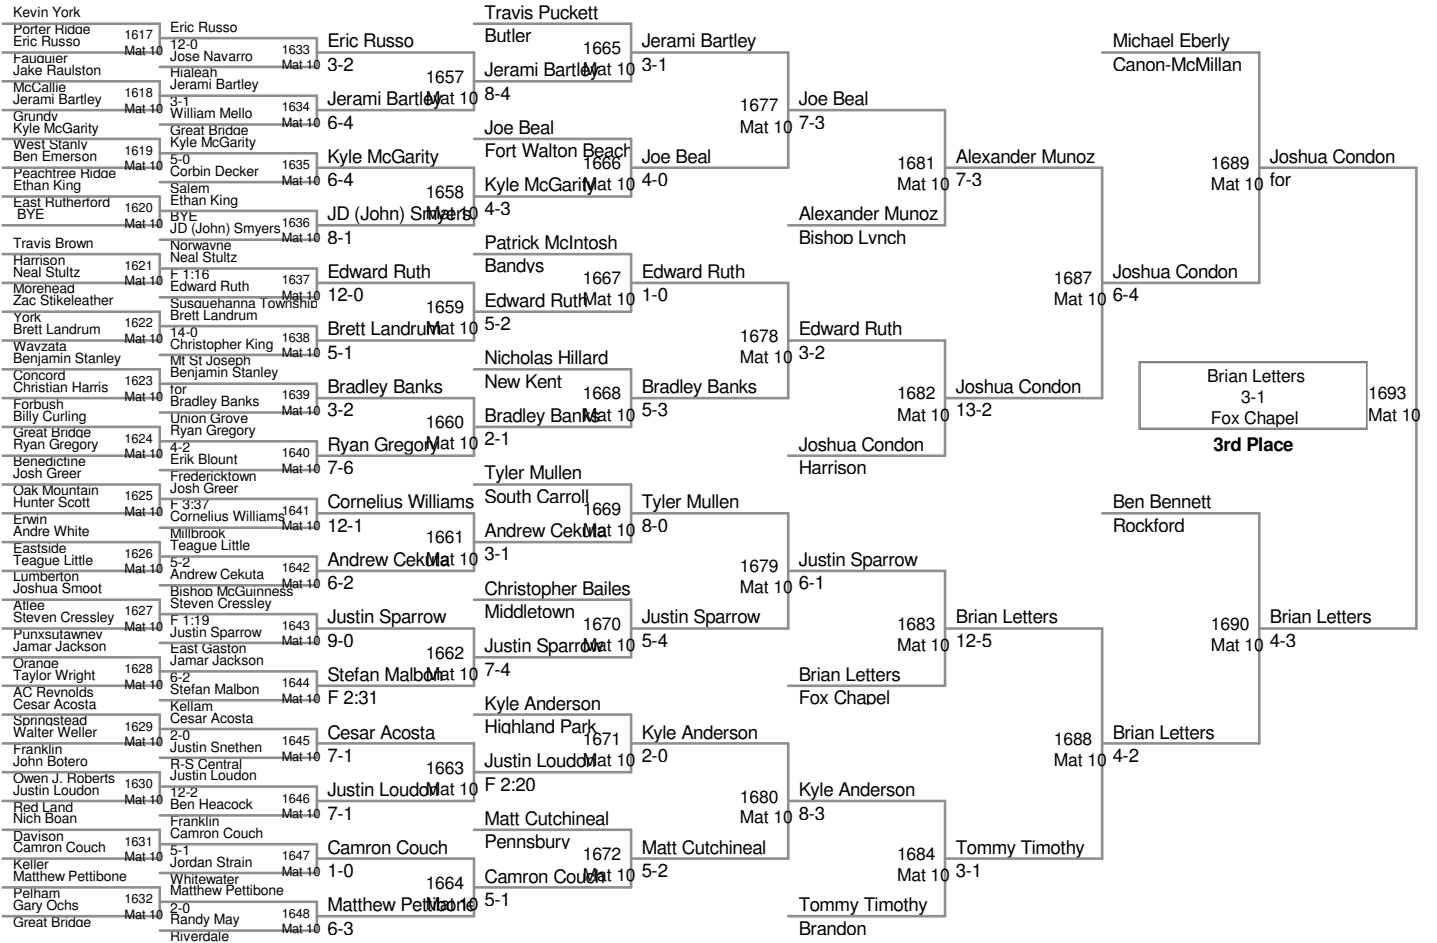 Kevin York
Porter Ridge
Eric Russo
Fauquier
Jake Raulston
McCallie
Jerami Bartley
Grundy
Kyle McGarity
West Stanly
Ben Emerson
Peachtree Ridge
Ethan King
East Rutherford
BYE
Travis Brown
Harrison
Neal Stultz
Morehead
Zac Stikeleather
York
Brett Landrum
Wayzata
Benjamin Stanley
Concord
Christian Harris
Forbush
Billy Curling
Great Bridge
Ryan Gregory
Benedictine
Josh Greer
Oak Mountain
Hunter Scott
Erwin
Andre White
Eastside
Teague Little
Lumberton
Joshua Smoot
Atlee
Steven Cressley
Punxsutawney
Jamar Jackson
Orange
Taylor Wright
AC Reynolds
Cesar Acosta
Springstead
Walter Weller
Franklin
John Botero
Owen J. Roberts
Justin Loudon
Red Land
Nich Boan
Davison
Camron Couch
Keller
Matthew Pettibone
Pelham
Gary Ochs
Great Bridge
1617
Mat 10
1618
Mat 10
1619
Mat 10
1620
Mat 10
1621
Mat 10
1622
Mat 10
1623
Mat 10
1624
Mat 10
1625
Mat 10
1626
Mat 10
1627
Mat 10
1628
Mat 10
1629
Mat 10
1630
Mat 10
1631
Mat 10
1632
Mat 10
Eric Russo
12-0
Jose Navarro
Hialeah
Jerami Bartley
3-1
William Mello
Great Bridge
Kyle McGarity
5-0
Corbin Decker
Salem
Ethan King
BYE
JD (John) Smyers
Norwayne
Neal Stultz
F 1:16
Edward Ruth
Susquehanna Township
Brett Landrum
14-0
Christopher King
Mt St Joseph
Benjamin Stanley
for
Bradley Banks
Union Grove
Ryan Gregory
4-2
Erik Blount
Fredericktown
Josh Greer
F 3:37
Cornelius Williams
Millbrook
Teague Little
5-2
Andrew Cekuta
Bishop McGuinness
Steven Cressley
F 1:19
Justin Sparrow
East Gaston
Jamar Jackson
6-2
Stefan Malbon
Kellam
Cesar Acosta
2-0
Justin Snethen
R-S Central
Justin Loudon
12-2
Ben Heacock
Franklin
Camron Couch
5-1
Jordan Strain
Whitewater
Matthew Pettibone
2-0
Randy May
Riverdale
1633
Mat 10
1634
Mat 10
1635
Mat 10
1636
Mat 10
1637
Mat 10
1638
Mat 10
1639
Mat 10
1640
Mat 10
1641
Mat 10
1642
Mat 10
1643
Mat 10
1644
Mat 10
1645
Mat 10
1646
Mat 10
1647
Mat 10
1648
Mat 10
Eric Russo
3-2
Jerami Bartley
6-4
Kyle McGarity
6-4
JD (John) Smyers
8-1
Edward Ruth
12-0
Brett Landrum
5-1
Bradley Banks
3-2
Ryan Gregory
7-6
Cornelius Williams
12-1
Andrew Cekuta
6-2
Justin Sparrow
9-0
Stefan Malbon
F 2:31
Cesar Acosta
7-1
Justin Loudon
7-1
Camron Couch
1-0
Matthew Pettibone
6-3
1657
Mat 10
1658
Mat 10
1659
Mat 10
1660
Mat 10
1661
Mat 10
1662
Mat 10
1663
Mat 10
1664
Mat 10
Travis Puckett
Butler
Jerami Bartley
8-4
Joe Beal
Fort Walton Beach
Kyle McGarity
4-3
Patrick McIntosh
Bandys
Edward Ruth
5-2
Nicholas Hillard
New Kent
Bradley Banks
2-1
Tyler Mullen
South Carroll
Andrew Cekuta
3-1
Christopher Bailes
Middletown
Justin Sparrow
7-4
Kyle Anderson
Highland Park
Justin Loudon
F 2:20
Matt Cutchineal
Pennsbury
Camron Couch
5-1
1665
Mat 10
1666
Mat 10
1667
Mat 10
1668
Mat 10
1669
Mat 10
1670
Mat 10
1671
Mat 10
1672
Mat 10
Jerami Bartley
3-1
Joe Beal
4-0
Edward Ruth
1-0
Bradley Banks
5-3
Tyler Mullen
8-0
Justin Sparrow
5-4
Kyle Anderson
2-0
Matt Cutchineal
5-2
1677
Mat 10
1678
Mat 10
1679
Mat 10
1680
Mat 10
Joe Beal
7-3
Alexander Munoz
Bishop Lynch
Edward Ruth
3-2
Joshua Condon
Harrison
Justin Sparrow
6-1
Brian Letters
Fox Chapel
Kyle Anderson
8-3
Tommy Timothy
Brandon
1681
Mat 10
1682
Mat 10
1683
Mat 10
1684
Mat 10
Alexander Munoz
7-3
Joshua Condon
13-2
Brian Letters
12-5
Tommy Timothy
3-1
1687
Mat 10
1688
Mat 10
Michael Eberly
Canon-McMillan
Joshua Condon
6-4
Ben Bennett
Rockford
Brian Letters
4-2
1689
Mat 10
1690
Mat 10
Joshua Condon
for
Brian Letters
4-3
Brian Letters
3-1
Fox Chapel
3rd Place
1693
Mat 10